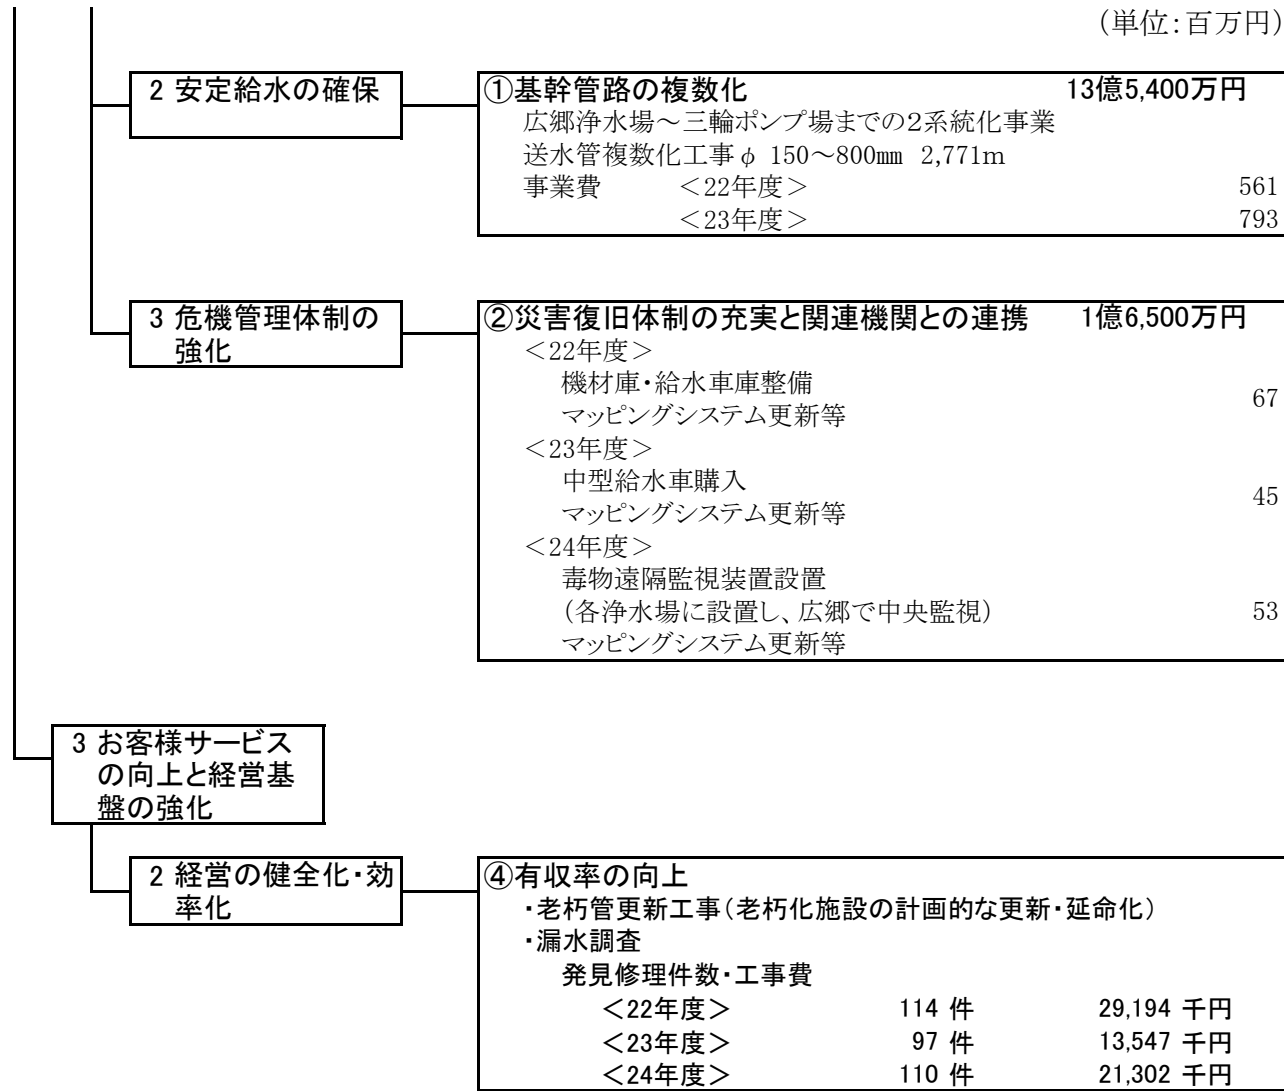 （単位：百万円）
2 安定給水の確保
①基幹管路の複数化 13億5,400万円
広郷浄水場～三輪ポンプ場までの２系統化事業
送水管複数化工事φ 150～800㎜ 2,771ｍ
事業費 ＜22年度＞ 561
＜23年度＞ 793
3 危機管理体制の
強化
②災害復旧体制の充実と関連機関との連携 1億6,500万円
＜22年度＞
機材庫・給水車庫整備
マッピングシステム更新等
67
＜23年度＞
中型給水車購入
マッピングシステム更新等
45
＜24年度＞
毒物遠隔監視装置設置
（各浄水場に設置し、広郷で中央監視） 53
マッピングシステム更新等
3 お客様サービス
の向上と経営基
盤の強化
2 経営の健全化・効
率化
④有収率の向上
・老朽管更新工事（老朽化施設の計画的な更新・延命化）
・漏水調査
発見修理件数・工事費
＜22年度＞ 114 件 29,194 千円
＜23年度＞ 97 件 13,547 千円
＜24年度＞ 110 件 21,302 千円